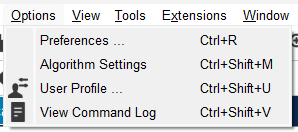 Options View Tools Extensions Window
Preferences ... Ctrl+R
Algorithm Settings Ctrl+Shift+M
User Profile ... Ctrl+Shift+U
View Command Log Ctrl+Shift+V